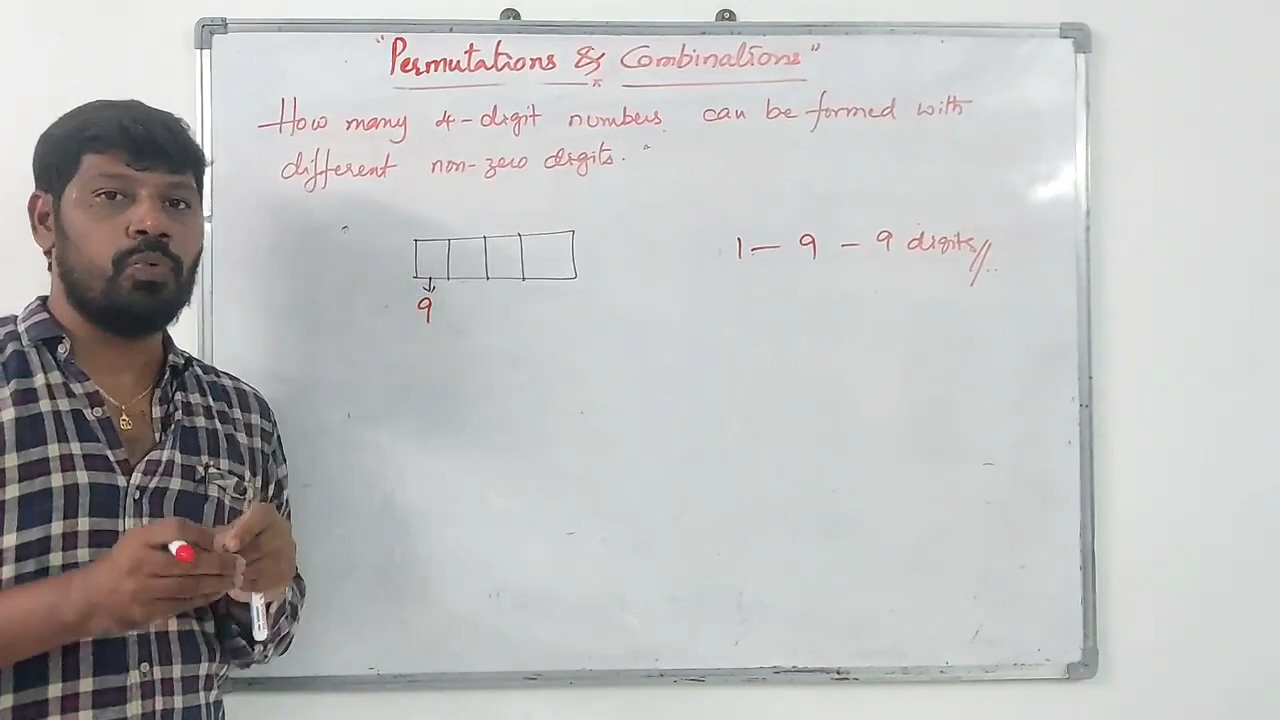 "Permutations & Combinations"
How many 4-digit numbers can be formed with
different non-zero digits.
1 — 9 — 9 digits//.
9